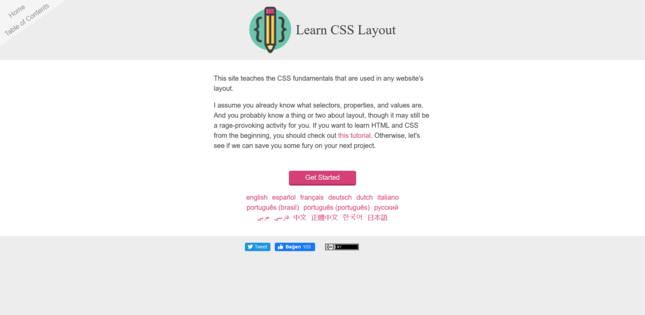 Home
Table of Contents
Learn CSS Layout
This site teaches the CSS fundamentals that are used in any website's
layout.
I assume you already know what selectors, properties, and values are.
And you probably know a thing or two about layout, though it may still be
a rage-provoking activity for you. If you want to learn HTML and CSS
from the beginning, you should check out this tutorial. Otherwise, let's
see if we can save you some fury on your next project.
Get Started
english español français deutsch dutch italiano
português (brasil) português (portugués) русский
عربي فارسی 中文 正體中文 한국어 日本語
Tweet Beğen BY